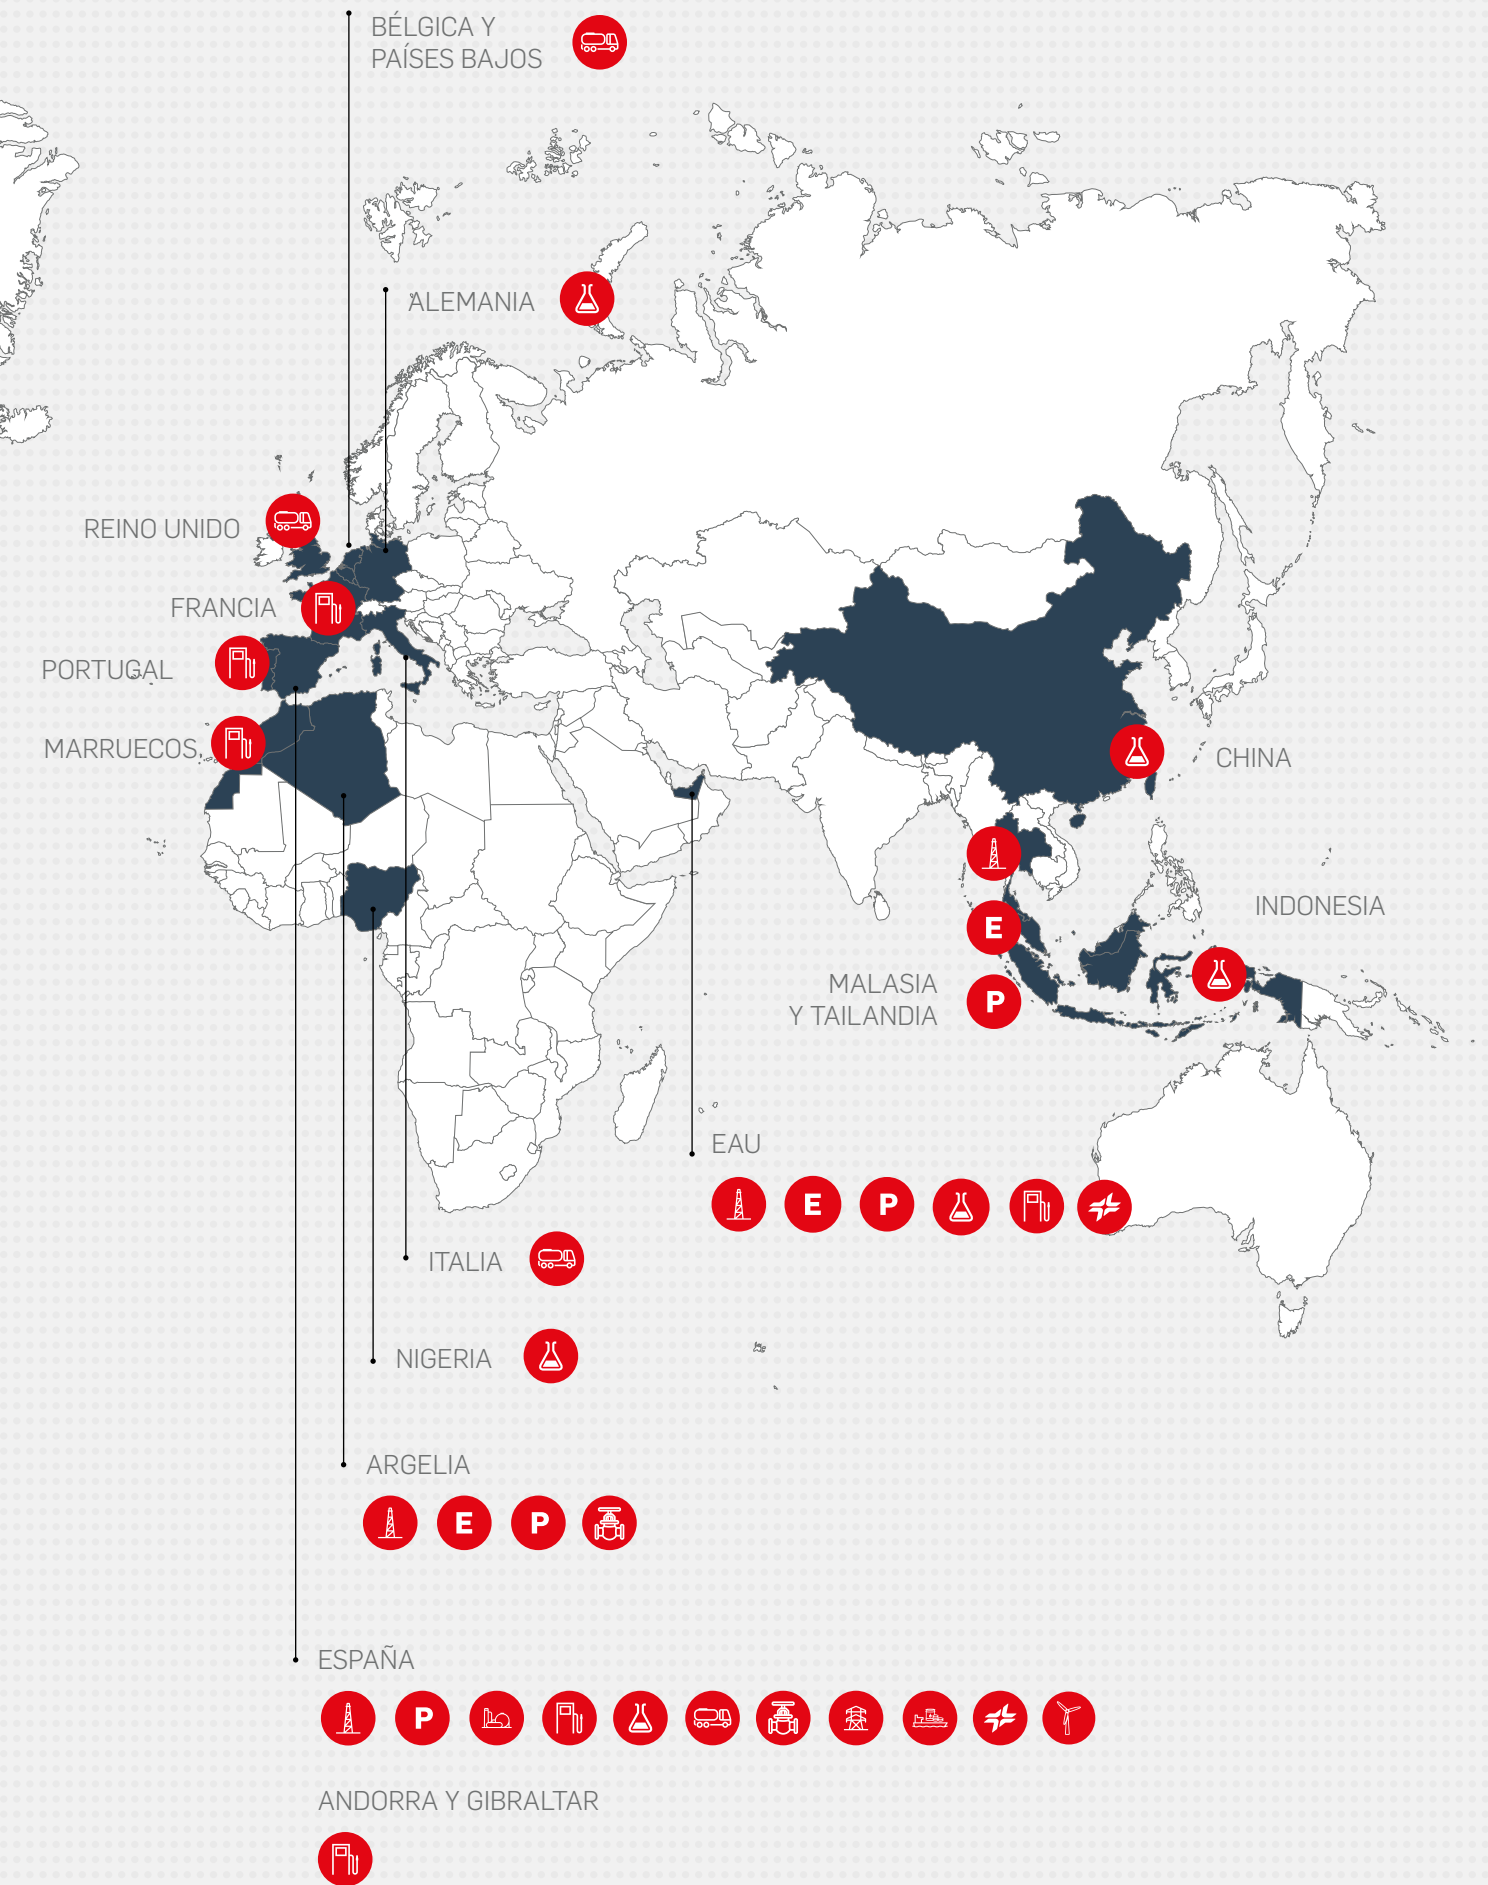 BÉLGICA Y
PAÍSES BAJOS
ALEMANIA
REINO UNIDO
FRANCIA
PORTUGAL
MARRUECOS
CHINA
INDONESIA
E
MALASIA
Y TAILANDIA
P
EAU
E P
ITALIA
NIGERIA
ARGELIA
E P
ESPAÑA
P
ANDORRA Y GIBRALTAR